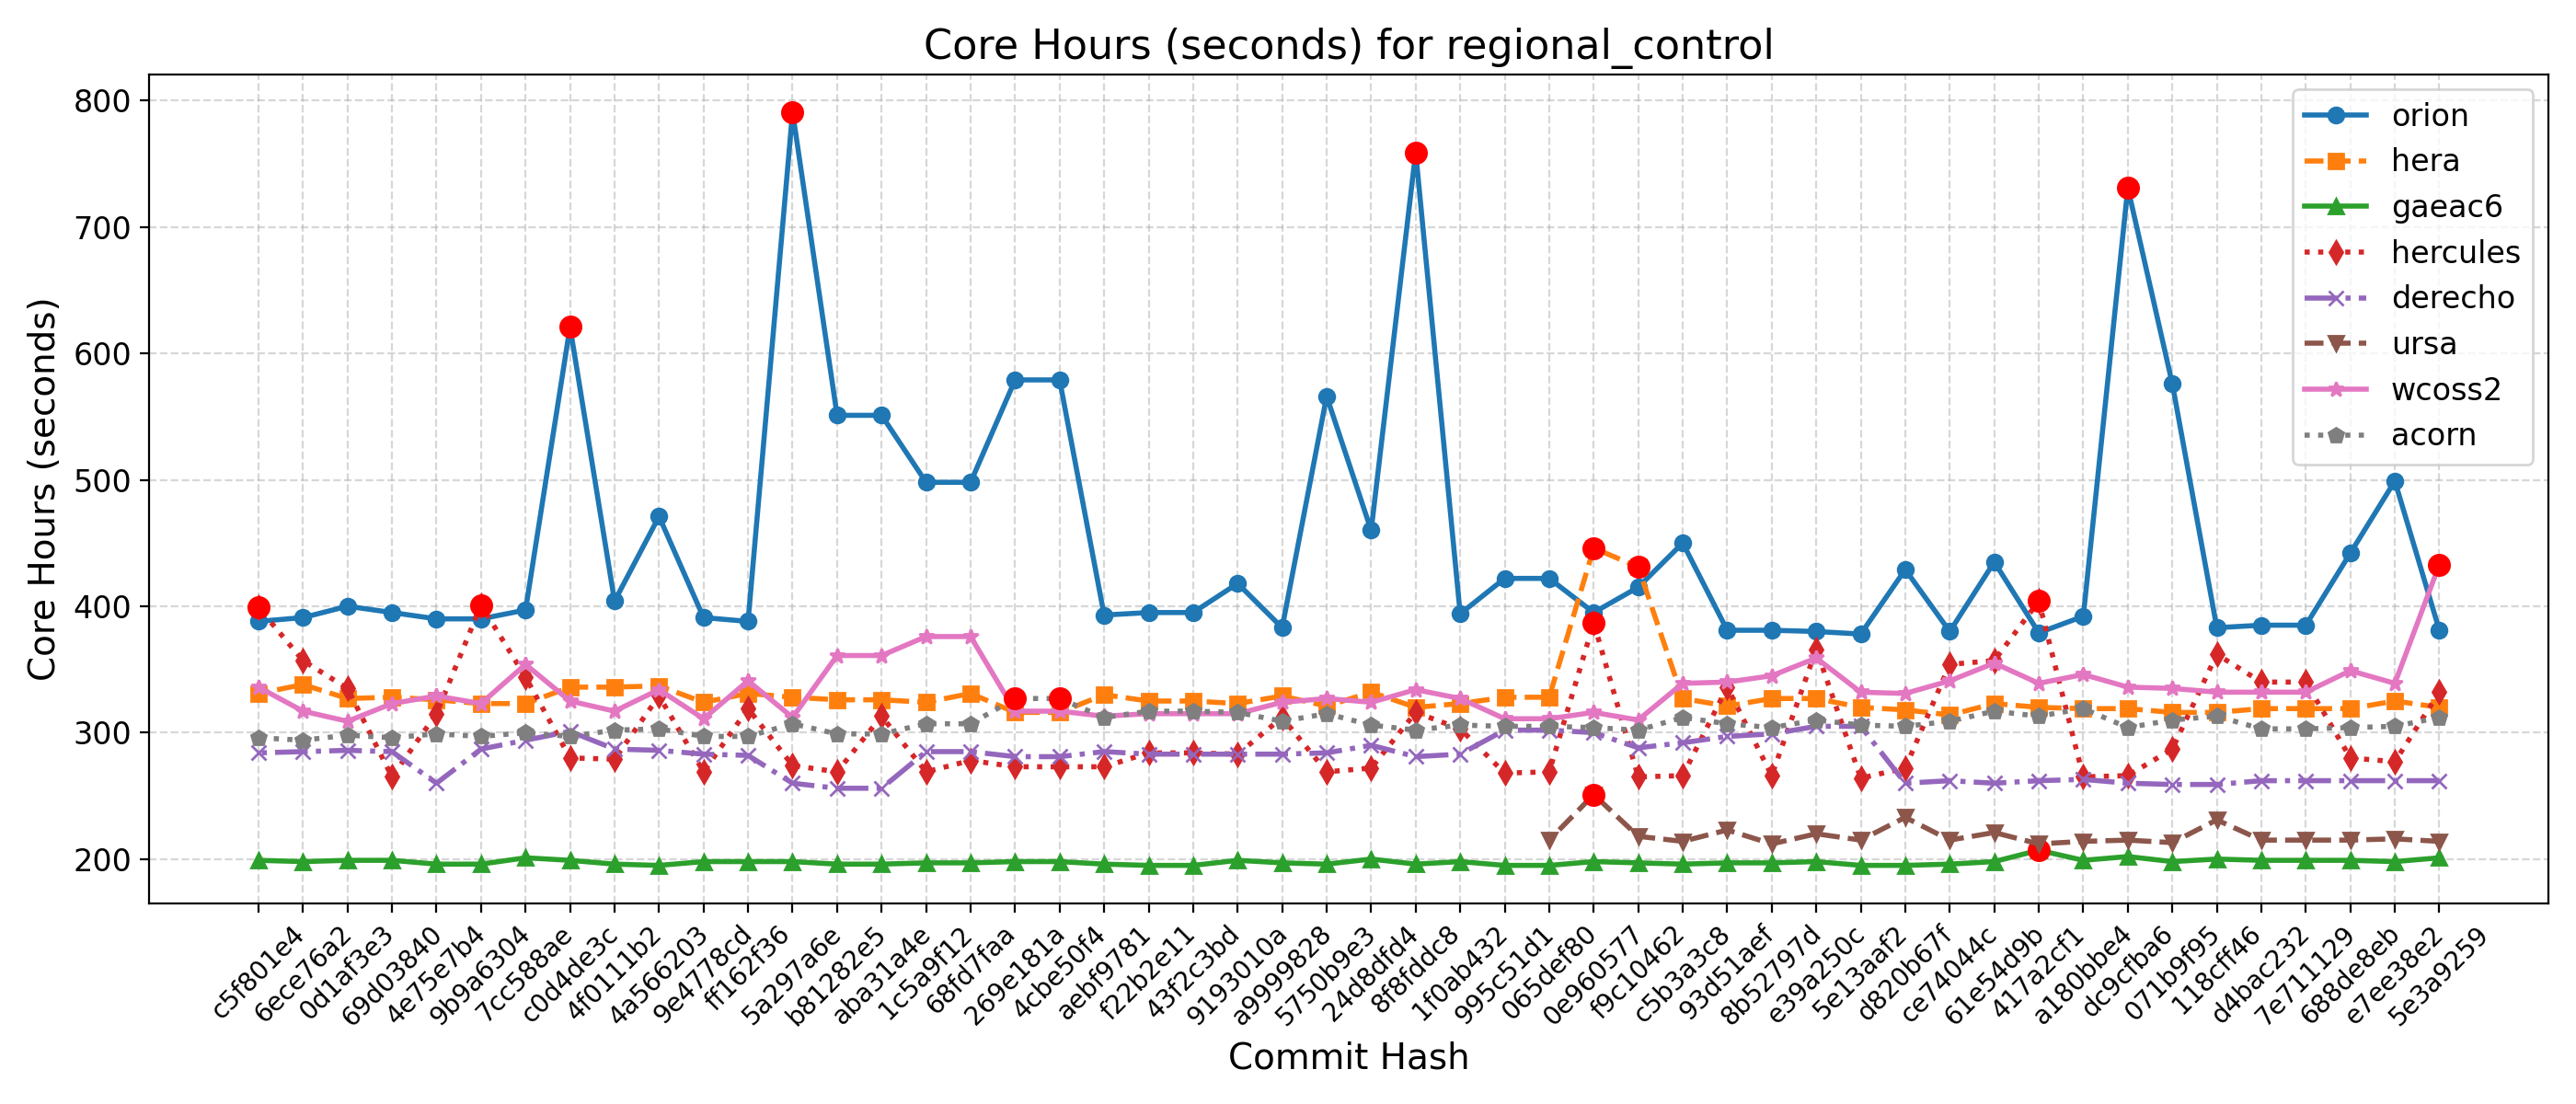 Core Hours (seconds) for regional_control
Core Hours (seconds)
800
700
600
500
400
300
200
orion
hera
gaeac6
hercules
derecho
ursa
wcoss2
acorn
c5f801e4
6ece76a2
0d1af3e3
69d03840
4e75e7b4
9b9a6304
7cc588ae
c0d4de3c
4f0111b2
4a566203
9e4778cd
ff162f36
5a297a6e
b81282e5
aba31a4e
1c5a9f12
68fd7faa
269e181a
4cbe50f4
aebf9781
f22b2e11
43f2c3bd
9193010a
a9999828
5750b9e3
24d8dfd4
8f8fddc8
1f0ab432
995c51d1
065def80
0e960577
f9c10462
c5b3a3c8
93d51aef
8b52797d
e39a250c
5e13aaf2
d820b67f
ce74044c
61e54d9b
417a2cf1
a180bbe4
dc9cfba6
071b9f95
118cff46
d4bac232
7e711129
688de8eb
e7ee38e2
5e3a9259
Commit Hash